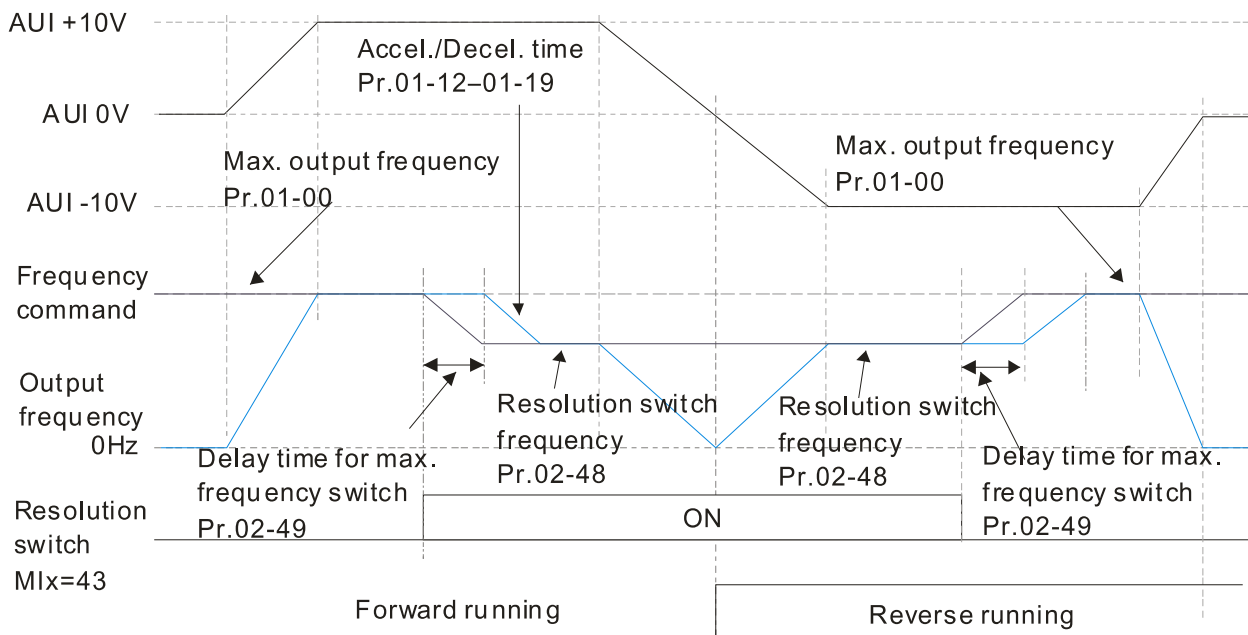 AUI +10V
Accel./Decel. time
Pr.01-12–01-19
AUI 0V
Max. output frequency
Pr.01-00
Max. output frequency
Pr.01-00
AUI -10V
Frequency
command
Output
frequency
0Hz
Resolution switch
frequency
Pr.02-48
Resolution switch
frequency
Pr.02-48
Delay time for max.
frequency switch
Pr.02-49
Delay time for max.
frequency switch
Pr.02-49
Resolution
switch
MIx=43
ON
Forward running
Reverse running